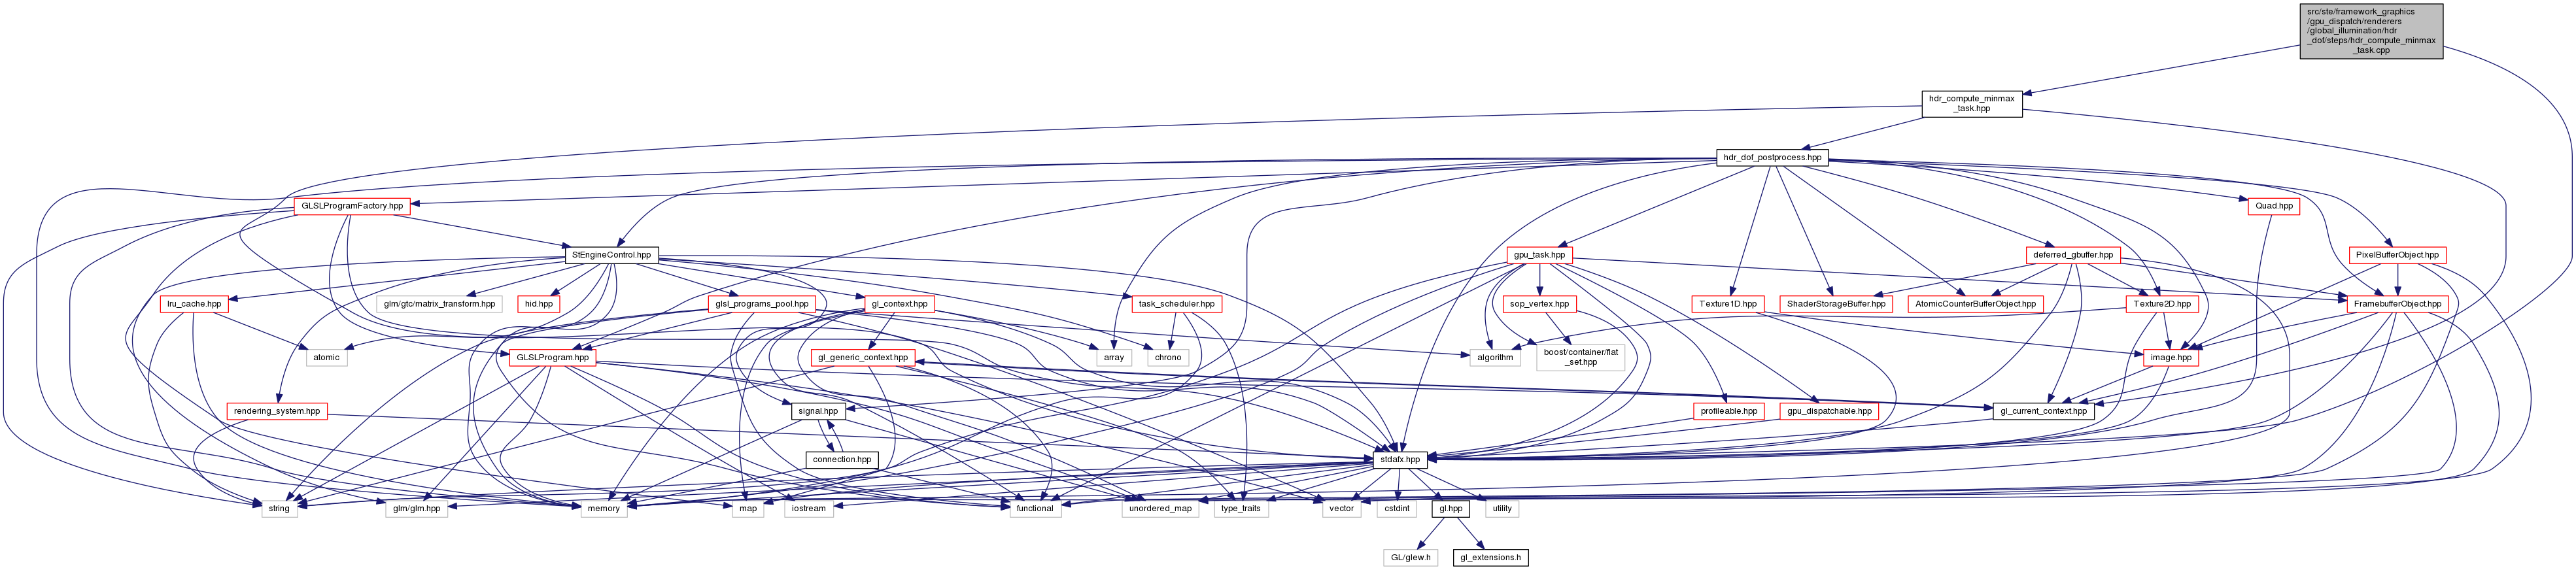 src/ste/framework_graphics
/gpu_dispatch/renderers
/global_illumination/hdr
_dof/steps/hdr_compute_minmax
_task.cpp
hdr_compute_minmax
_task.hpp
hdr_dof_postprocess.hpp
GLSLProgramFactory.hpp
Quad.hpp
StEngineControl.hpp
gpu_task.hpp
deferred_gbuffer.hpp
PixelBufferObject.hpp
lru_cache.hpp
glm/gtc/matrix_transform.hpp
hid.hpp
glsl_programs_pool.hpp
gl_context.hpp
task_scheduler.hpp
sop_vertex.hpp
Texture1D.hpp
ShaderStorageBuffer.hpp
AtomicCounterBufferObject.hpp
Texture2D.hpp
FramebufferObject.hpp
atomic
GLSLProgram.hpp
gl_generic_context.hpp
array
chrono
algorithm
boost/container/flat
_set.hpp
image.hpp
rendering_system.hpp
signal.hpp
profileable.hpp
gpu_dispatchable.hpp
gl_current_context.hpp
connection.hpp
stdafx.hpp
string
glm/glm.hpp
memory
map
iostream
functional
unordered_map
type_traits
vector
cstdint
gl.hpp
utility
GL/glew.h
gl_extensions.h